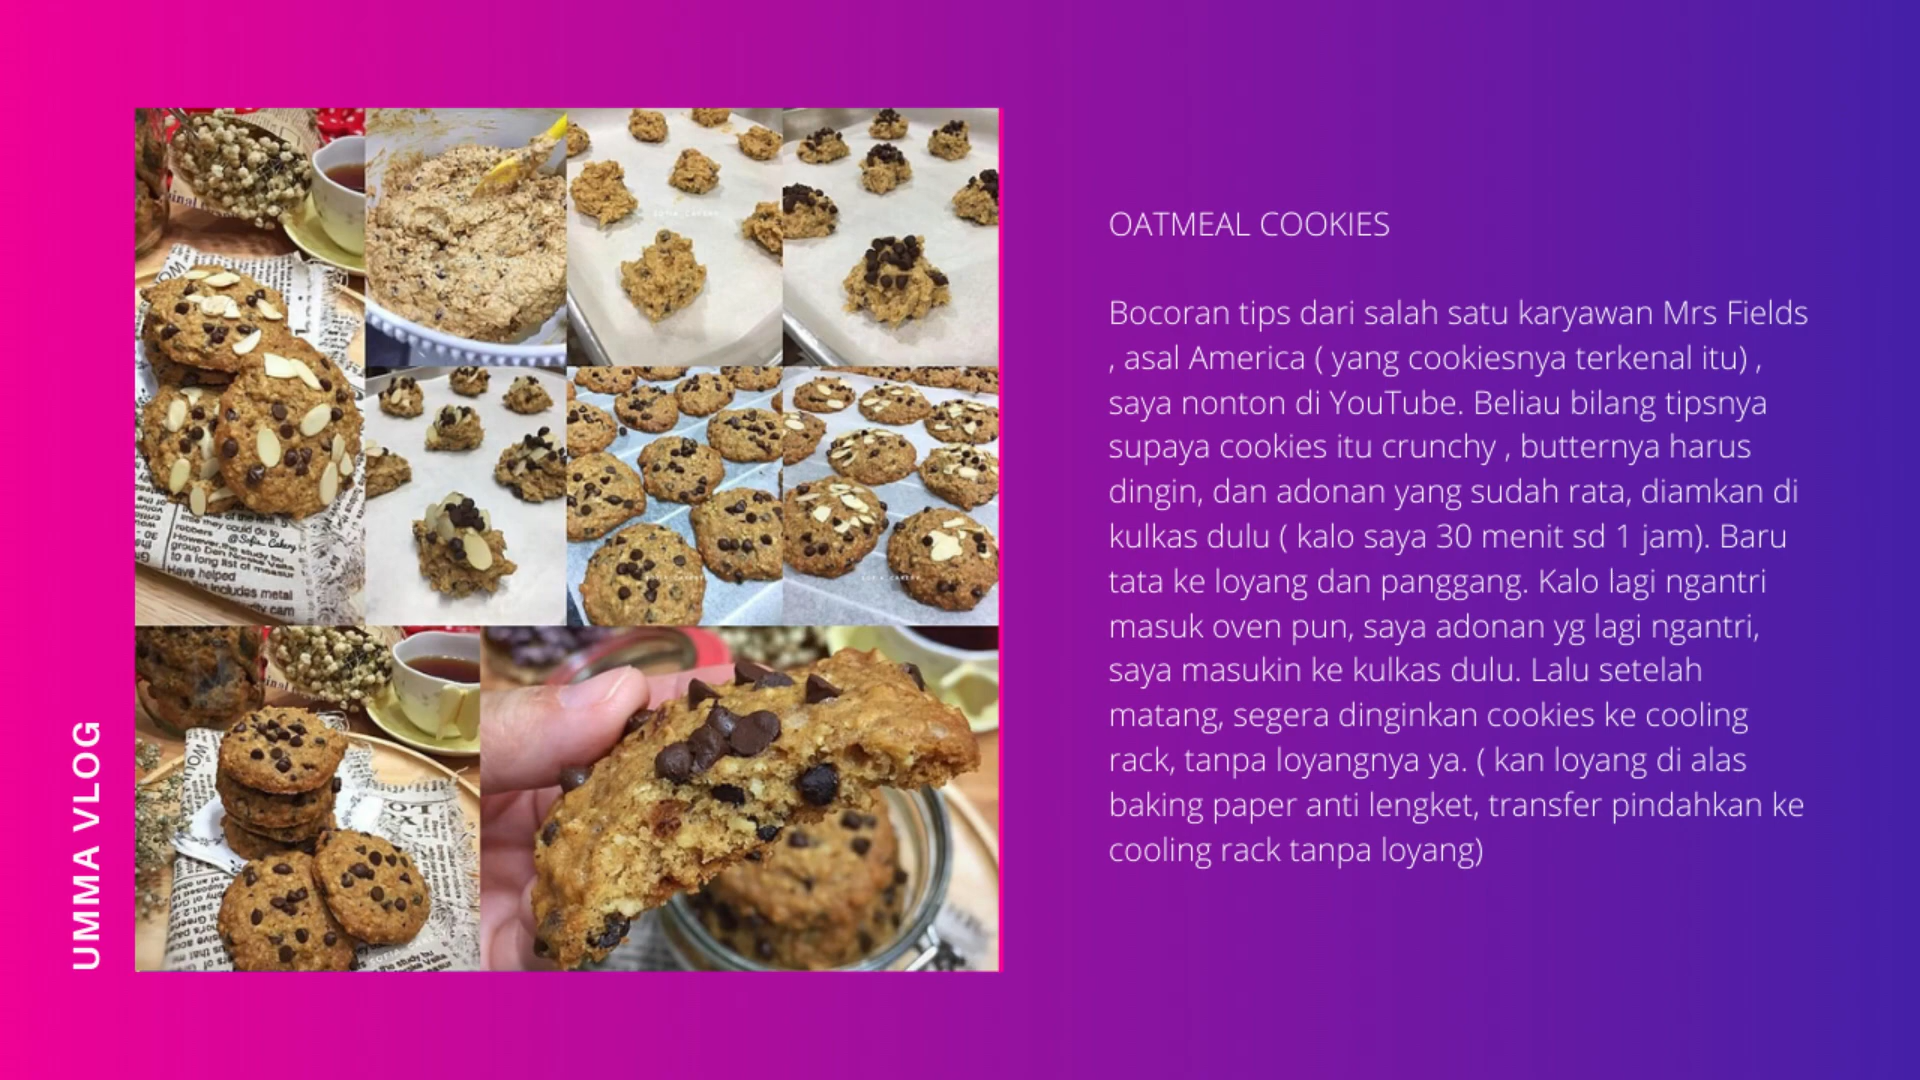 UMMA VLOG
OATMEAL COOKIES
Bocoran tips dari salah satu karyawan Mrs Fields
, asal America ( yang cookiesnya terkenal itu) ,
saya nonton di YouTube. Beliau bilang tipsnya
supaya cookies itu crunchy , butternya harus
dingin, dan adonan yang sudah rata, diamkan di
kulkas dulu ( kalo saya 30 menit sd 1 jam). Baru
tata ke loyang dan panggang. Kalo lagi ngantri
masuk oven pun, saya adonan yg lagi ngantri,
saya masukin ke kulkas dulu. Lalu setelah
matang, segera dinginkan cookies ke cooling
rack, tanpa loyangnya ya. ( kan loyang di alas
baking paper anti lengket, transfer pindahkan ke
cooling rack tanpa loyang)
@Sofia_Cakery
Have helped
includes metal